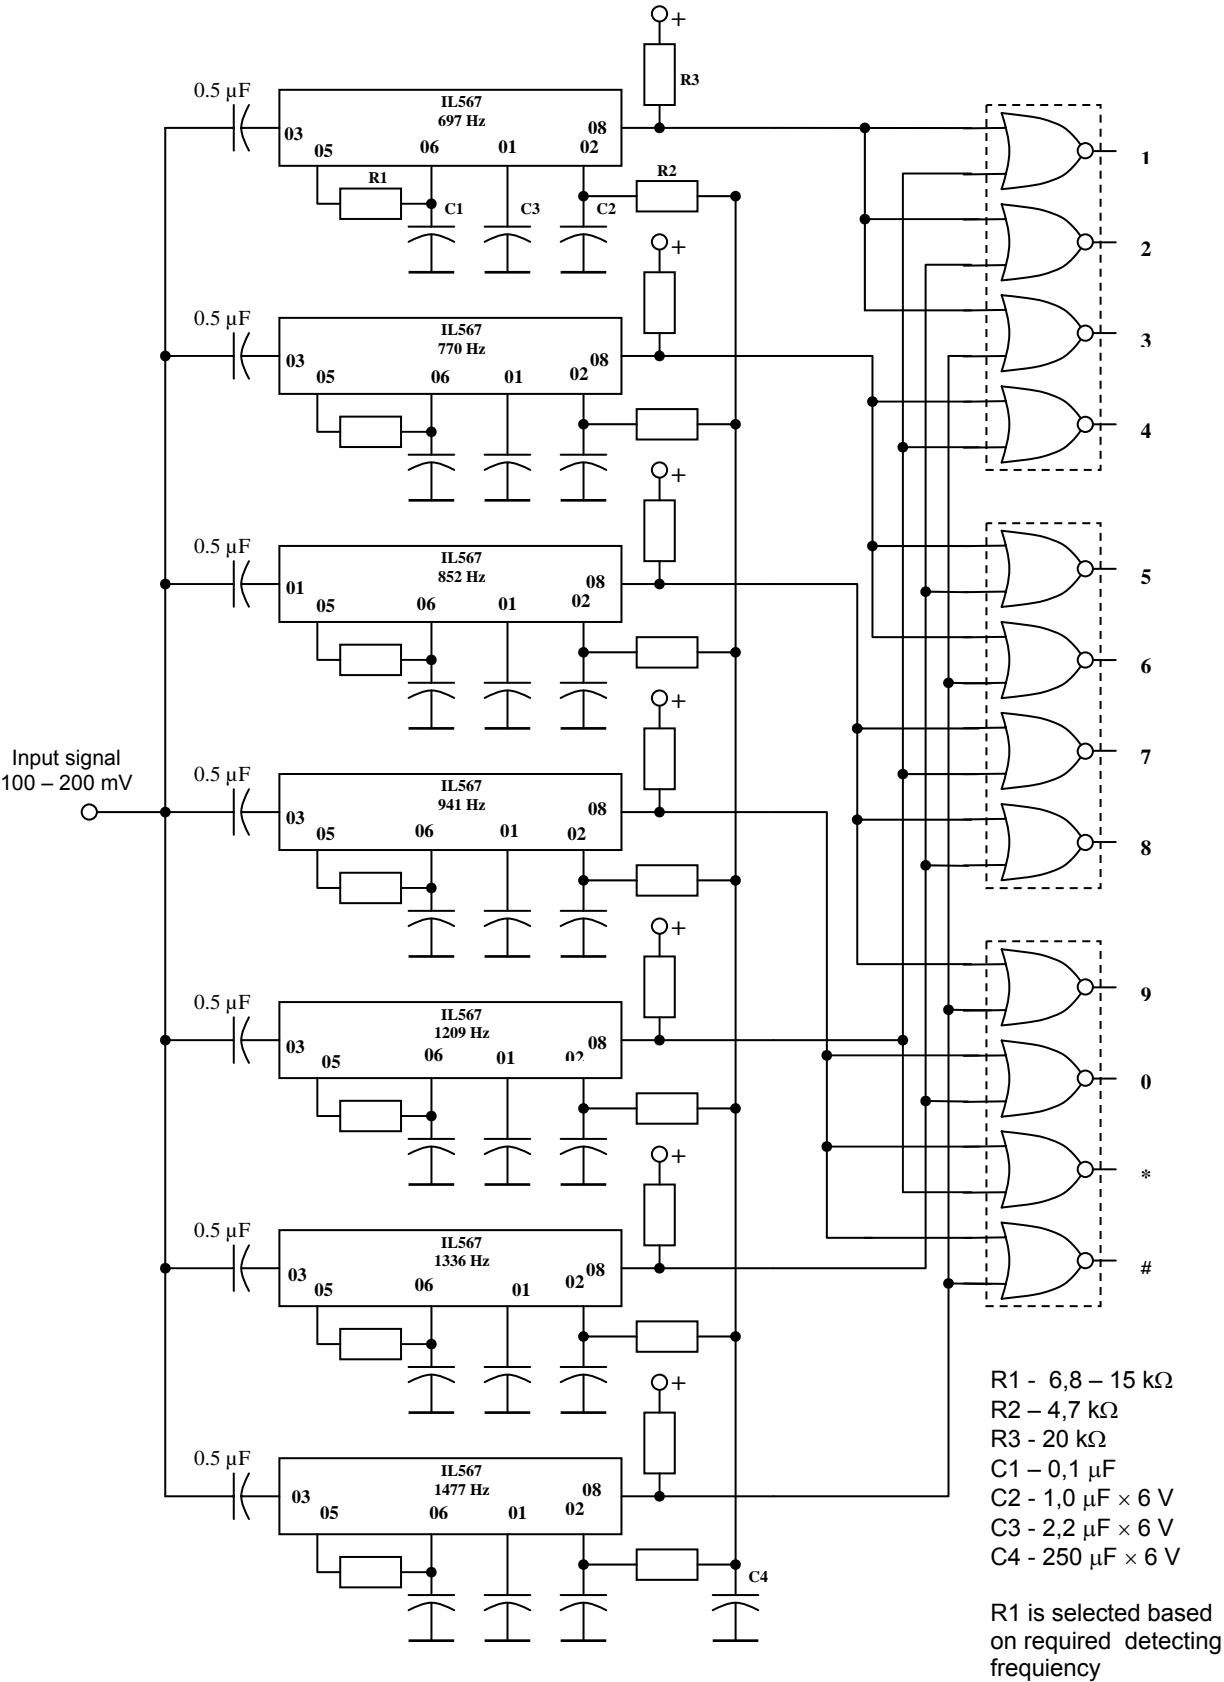 +
R3
0.5 µF
IL567
697 Hz
03
05
06
01
08
02
R1
C1
C3
C2
R2
1
2
3
4
+
0.5 µF
IL567
770 Hz
03
05
06
01
02
08
+
0.5 µF
IL567
852 Hz
01
05
06
01
02
08
5
6
7
8
+
Input signal
100 – 200 mV
0.5 µF
IL567
941 Hz
03
05
06
01
02
08
+
0.5 µF
IL567
1209 Hz
03
05
06
01
02
08
9
0
*
#
+
0.5 µF
IL567
1336 Hz
03
05
06
01
02
08
+
0.5 µF
IL567
1477 Hz
03
05
06
01
02
08
C4
R1 - 6,8 – 15 kΩ
R2 – 4,7 kΩ
R3 - 20 kΩ
C1 – 0,1 µF
C2 - 1,0 µF × 6 V
C3 - 2,2 µF × 6 V
C4 - 250 µF × 6 V
R1 is selected based
on required detecting
frequiency